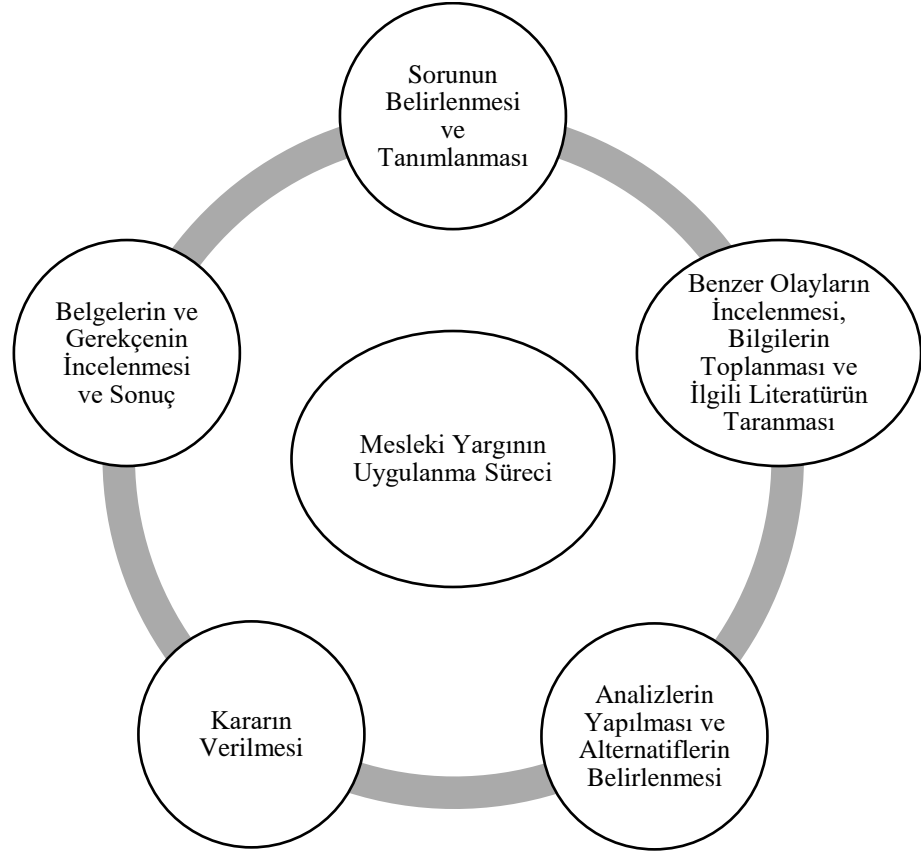 Sorunun
Belirlenmesi
ve
Tanımlanması
Benzer Olayların
İncelenmesi,
Bilgilerin
Toplanması ve
İlgili Literatürün
Taranması
Analizlerin
Yapılması ve
Alternatiflerin
Belirlenmesi
Kararın
Verilmesi
Belgelerin ve
Gerekçenin
İncelenmesi
ve Sonuç
Mesleki Yargının
Uygulanma Süreci